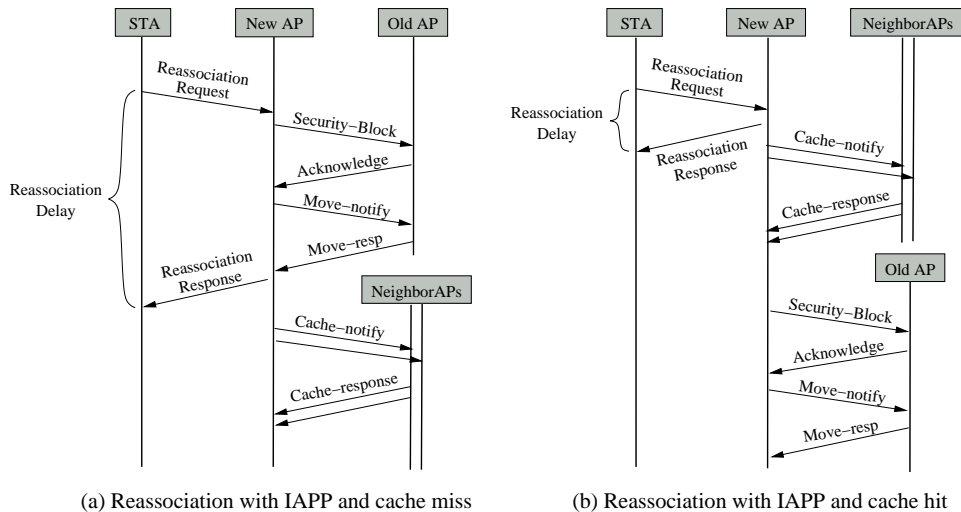 STA
New AP
Old AP
Reassociation
Request
Security−Block
Acknowledge
Reassociation
Delay
Move−notify
Move−resp
Reassociation
Response
NeighborAPs
Cache−notify
Cache−response
(a) Reassociation with IAPP and cache miss
STA
New AP
NeighborAPs
Reassociation
Request
Reassociation
Delay
Cache−notify
Reassociation
Response
Cache−response
Old AP
Security−Block
Acknowledge
Move−notify
Move−resp
(b) Reassociation with IAPP and cache hit